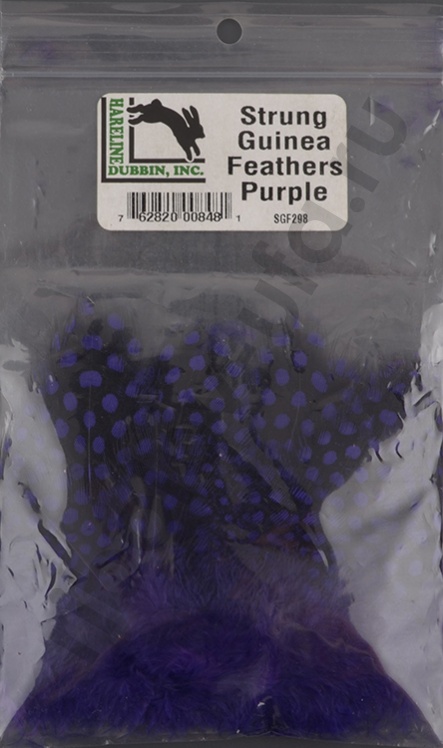 HARELINE
DUBBIN, INC.
Strung
Guinea
Feathers
Purple
7 62820 00848 1
SGF298